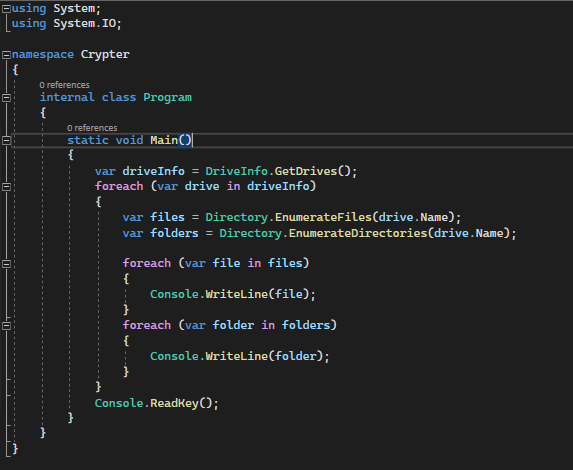 using System;
using System.IO;
namespace Crypter
{
0 references
internal class Program
{
0 references
static void Main()
{
var driveInfo = DriveInfo.GetDrives();
foreach (var drive in driveInfo)
{
var files = Directory.EnumerateFiles(drive.Name);
var folders = Directory.EnumerateDirectories(drive.Name);
foreach (var file in files)
{
Console.WriteLine(file);
}
foreach (var folder in folders)
{
Console.WriteLine(folder);
}
}
Console.ReadKey();
}
}
}